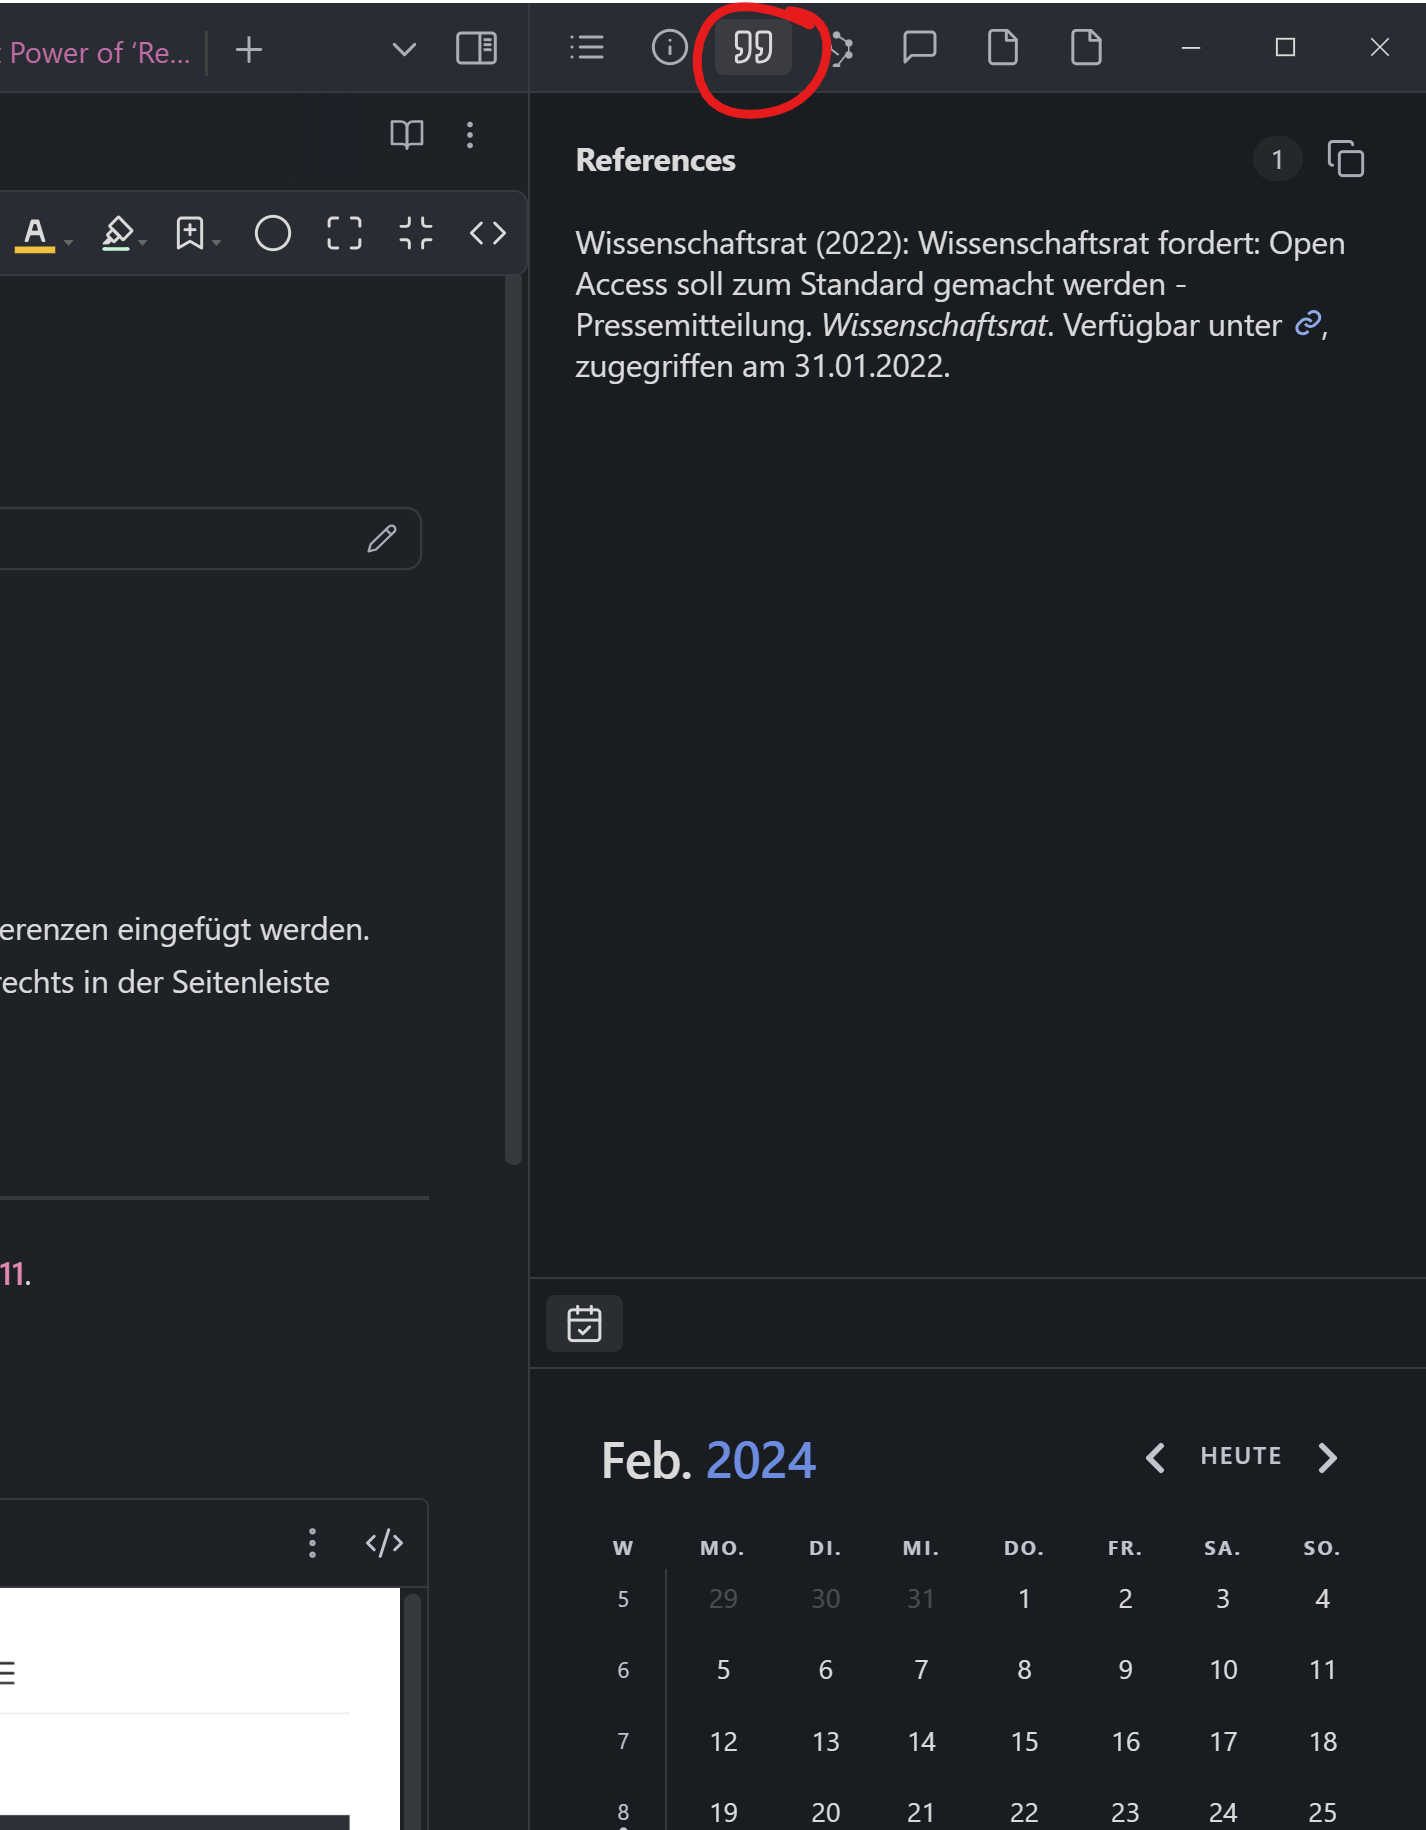 Power of ‘Re...
A
References
1
Wissenschaftsrat (2022): Wissenschaftsrat fordert: Open
Access soll zum Standard gemacht werden -
Pressemitteilung. Wissenschaftsrat. Verfügbar unter ,
zugegriffen am 31.01.2022.
erenzen eingefügt werden.
rechts in der Seitenleiste
11.
Feb. 2024
HEUTE
W MO. DI. MI. DO. FR. SA. SO.
5 29 30 31 1 2 3 4
6 5 6 7 8 9 10 11
7 12 13 14 15 16 17 18
8 19 20 21 22 23 24 25